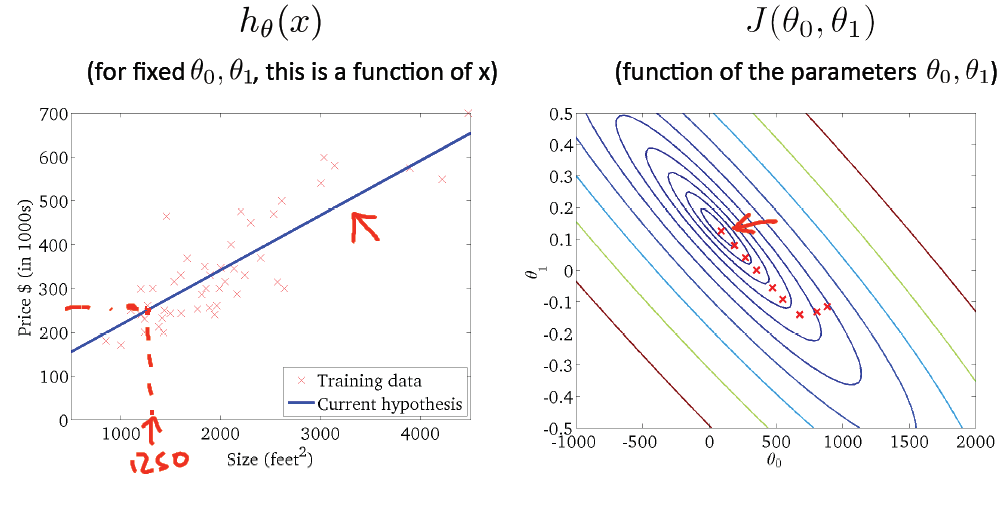 hθ(x)
(for fixed θ₀, θ₁, this is a function of x)
700
600
500
400
300
200
100
0
Price $ (in 1000s)
1000 2000 3000 4000
Size (feet²)
Training data
Current hypothesis
1250
J(θ₀, θ₁)
(function of the parameters θ₀, θ₁)
0.5
0.4
0.3
0.2
0.1
0
-0.1
-0.2
-0.3
-0.4
-0.5
θ₁
-1000 -500 0 500 1000 1500 2000
θ₀